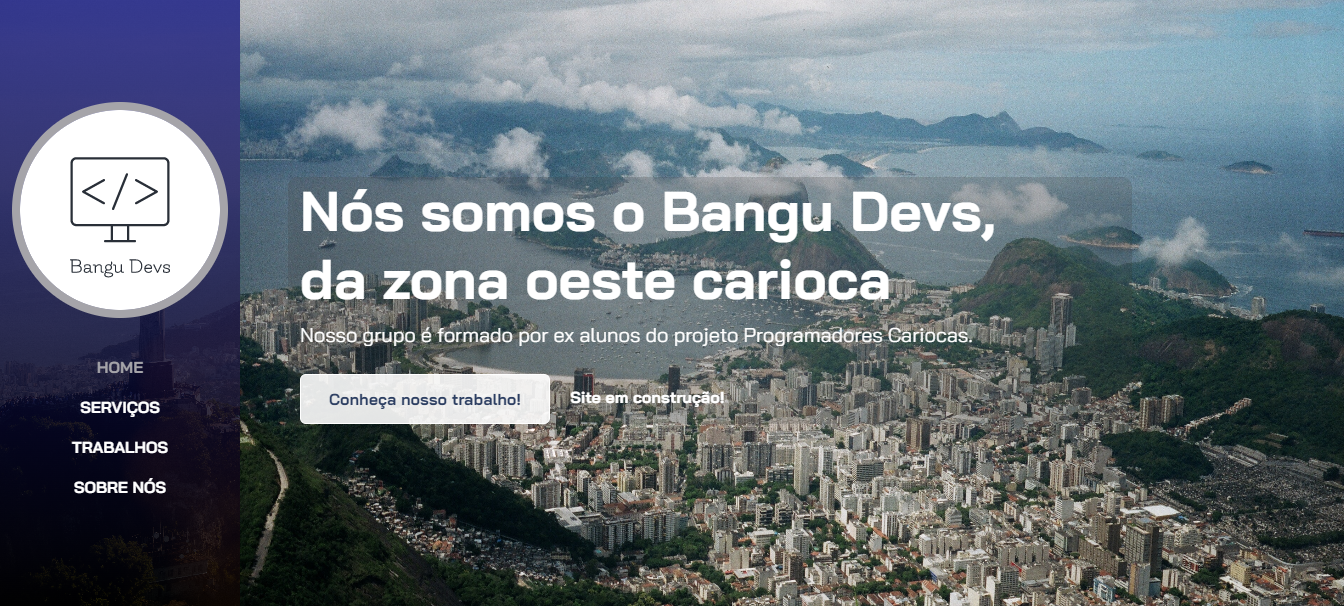 </>
Bangu Devs
HOME
SERVIÇOS
TRABALHOS
SOBRE NÓS
Nós somos o Bangu Devs,
da zona oeste carioca
Nosso grupo é formado por ex alunos do projeto Programadores Cariocas.
Conheça nosso trabalho!
Site em construção!